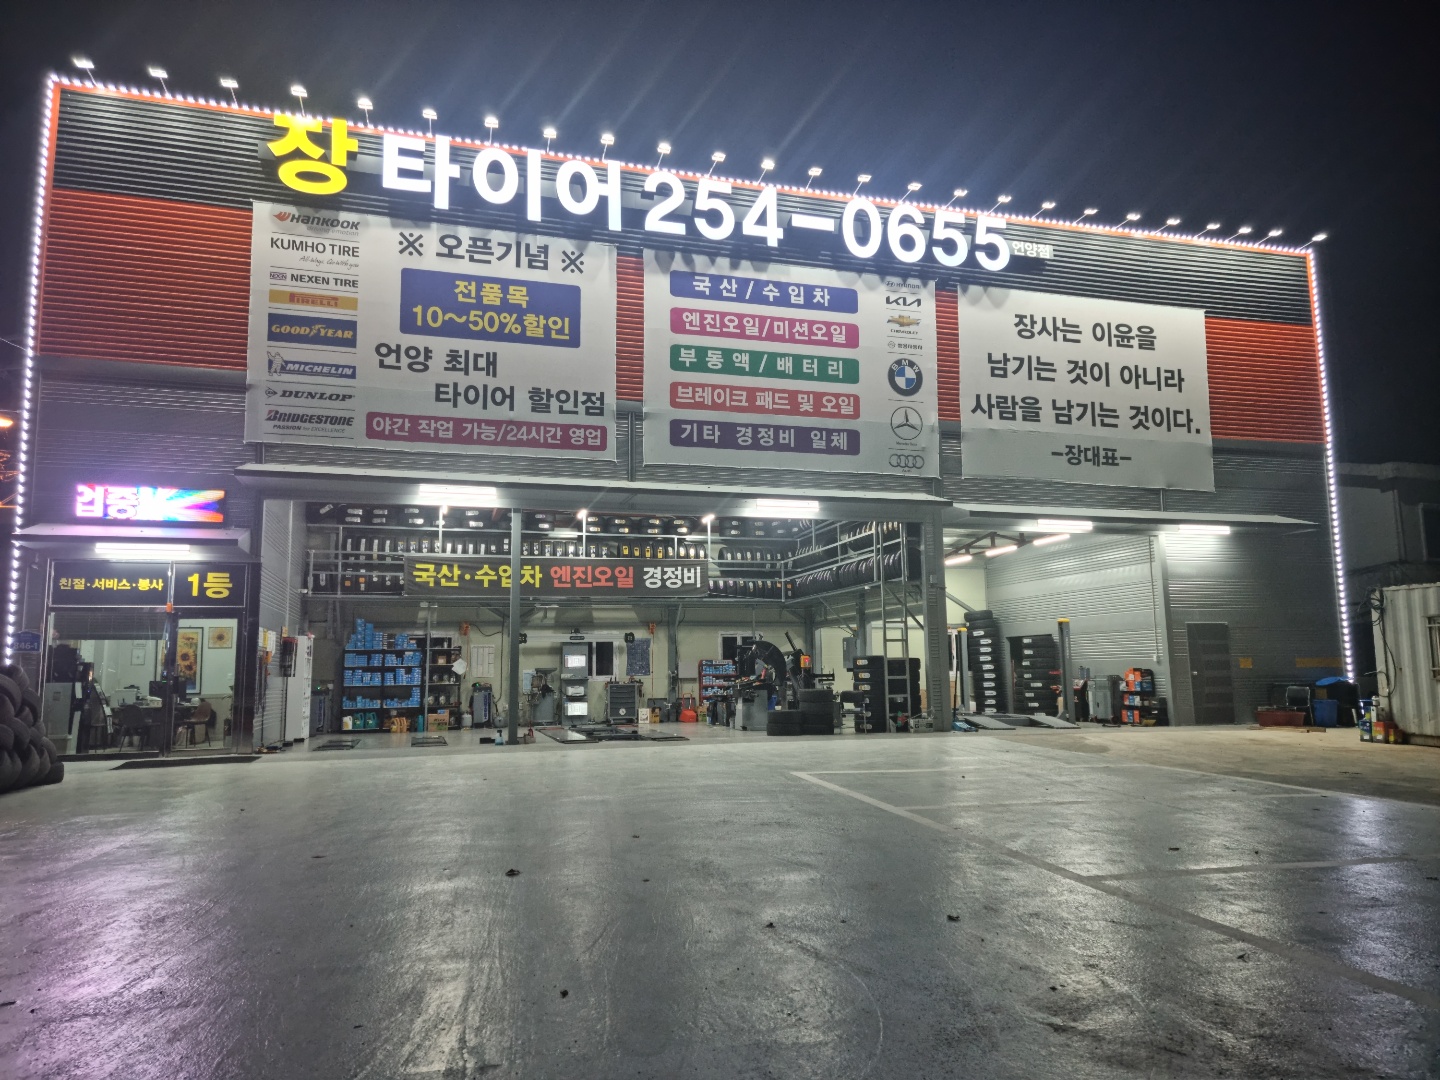 장 타이어 254-0655 언양점
HANKOOK
KUMHO TIRE
NEXEN TIRE
PIRELLI
GOODYEAR
MICHELIN
DUNLOP
BRIDGESTONE
※ 오픈기념 ※
전품목
10~50%할인
언양 최대
타이어 할인점
야간 작업 가능/24시간 영업
국산/수입차
엔진오일/미션오일
부동액/배터리
브레이크 패드 및 오일
기타 경정비 일체
HYUNDAI
KIA
CHEVROLET
BMW
장사는 이윤을
남기는 것이 아니라
사람을 남기는 것이다.
-장대표-
친절·서비스·봉사 1등
국산·수입차 엔진오일 경정비